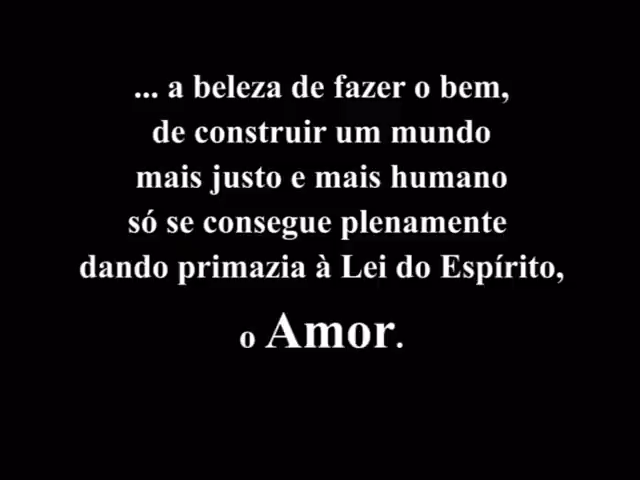 ... a beleza de fazer o bem,
de construir um mundo
mais justo e mais humano
só se consegue plenamente
dando primazia à Lei do Espírito,
o Amor.